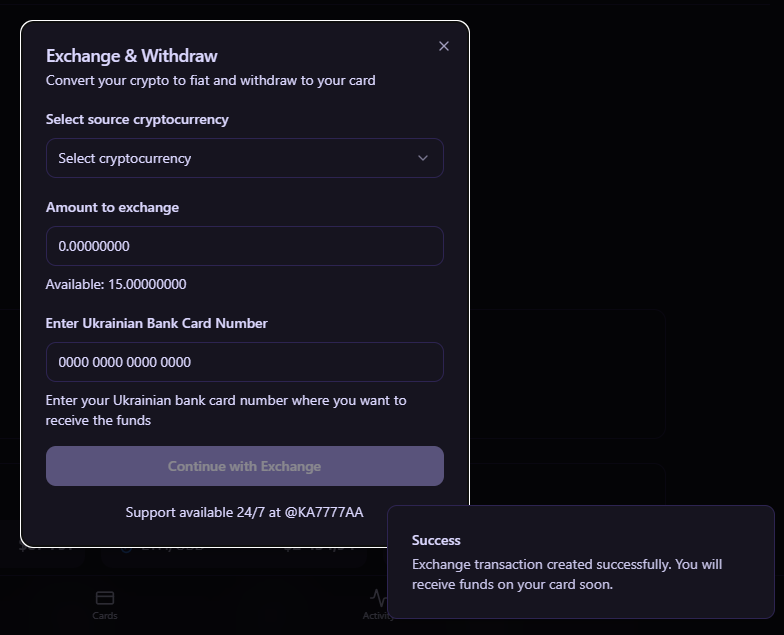 Exchange & Withdraw
Convert your crypto to fiat and withdraw to your card
Select source cryptocurrency
Select cryptocurrency
Amount to exchange
0.00000000
Available: 15.00000000
Enter Ukrainian Bank Card Number
0000 0000 0000 0000
Enter your Ukrainian bank card number where you want to
receive the funds
Continue with Exchange
Support available 24/7 at @KA7777AA
Success
Exchange transaction created successfully. You will
receive funds on your card soon.
Cards